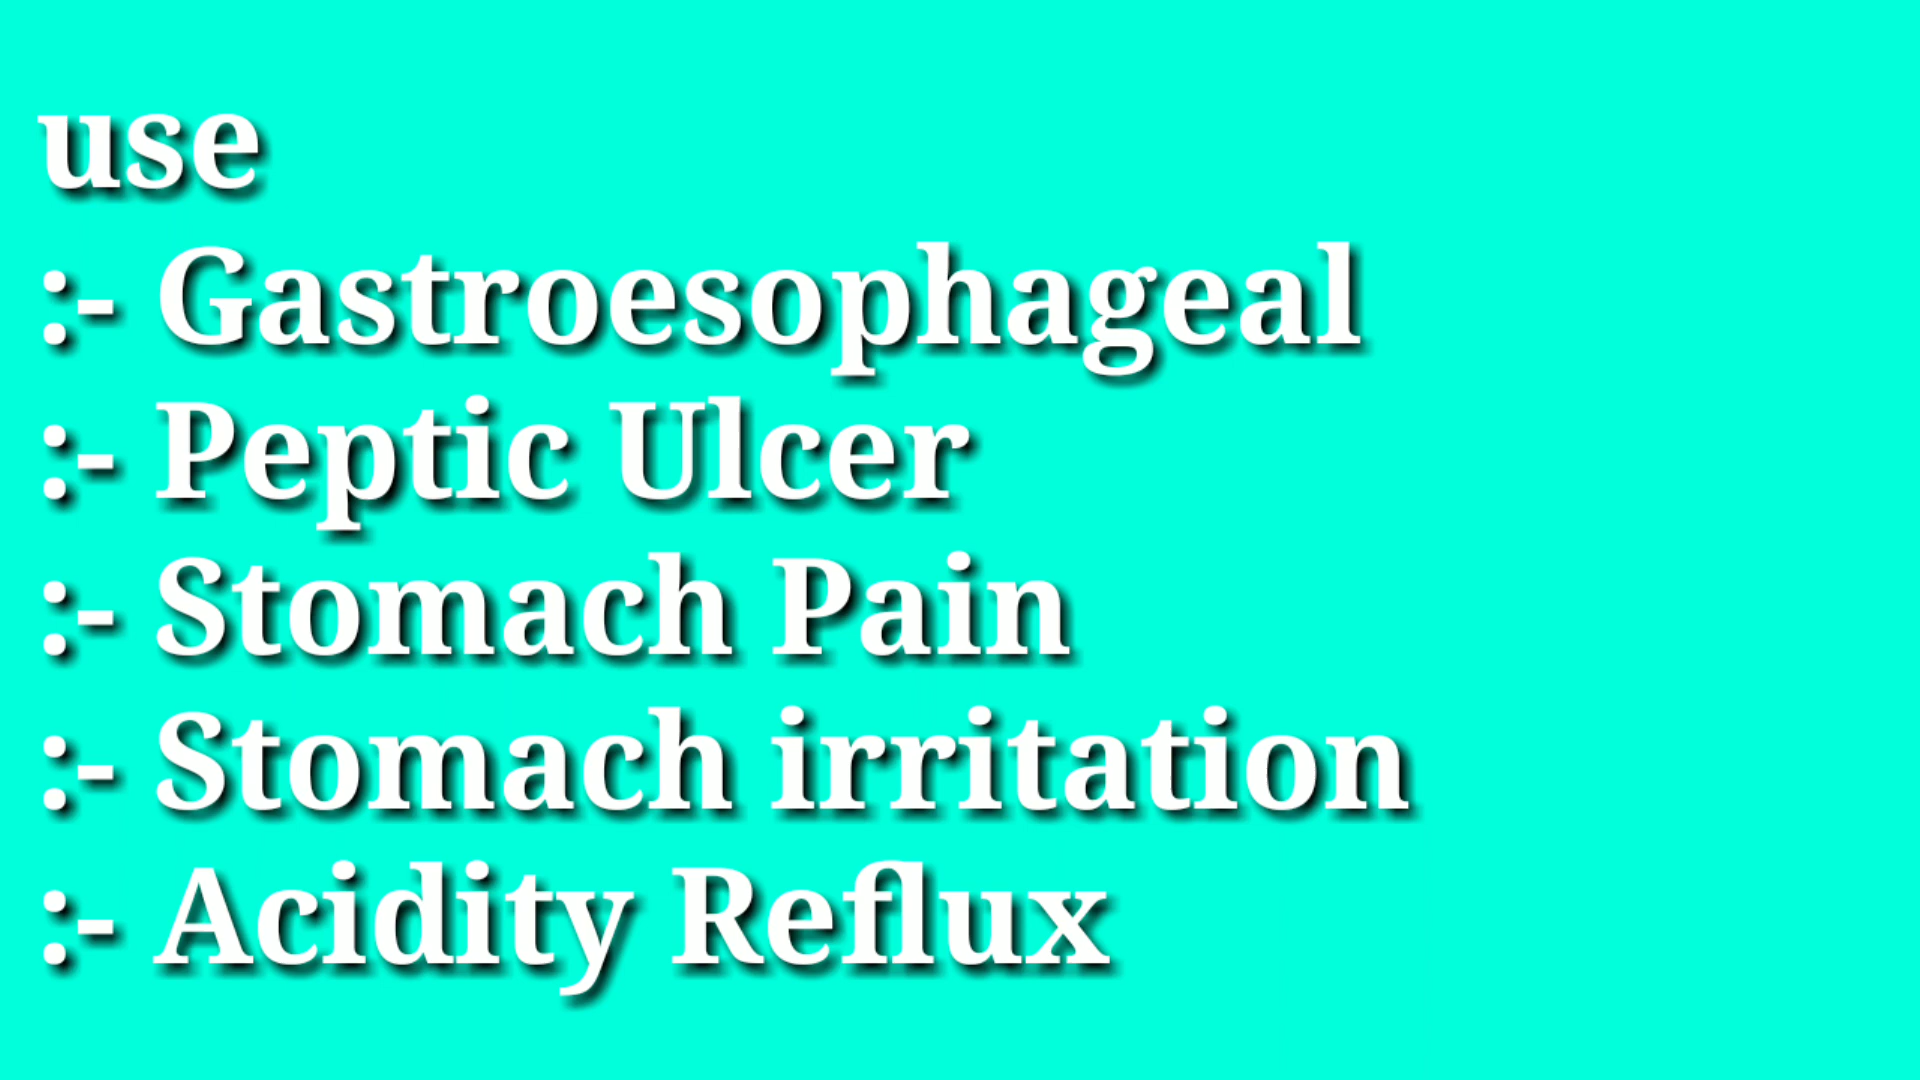 use
:- Gastroesophageal
:- Peptic Ulcer
:- Stomach Pain
:- Stomach irritation
:- Acidity Reflux